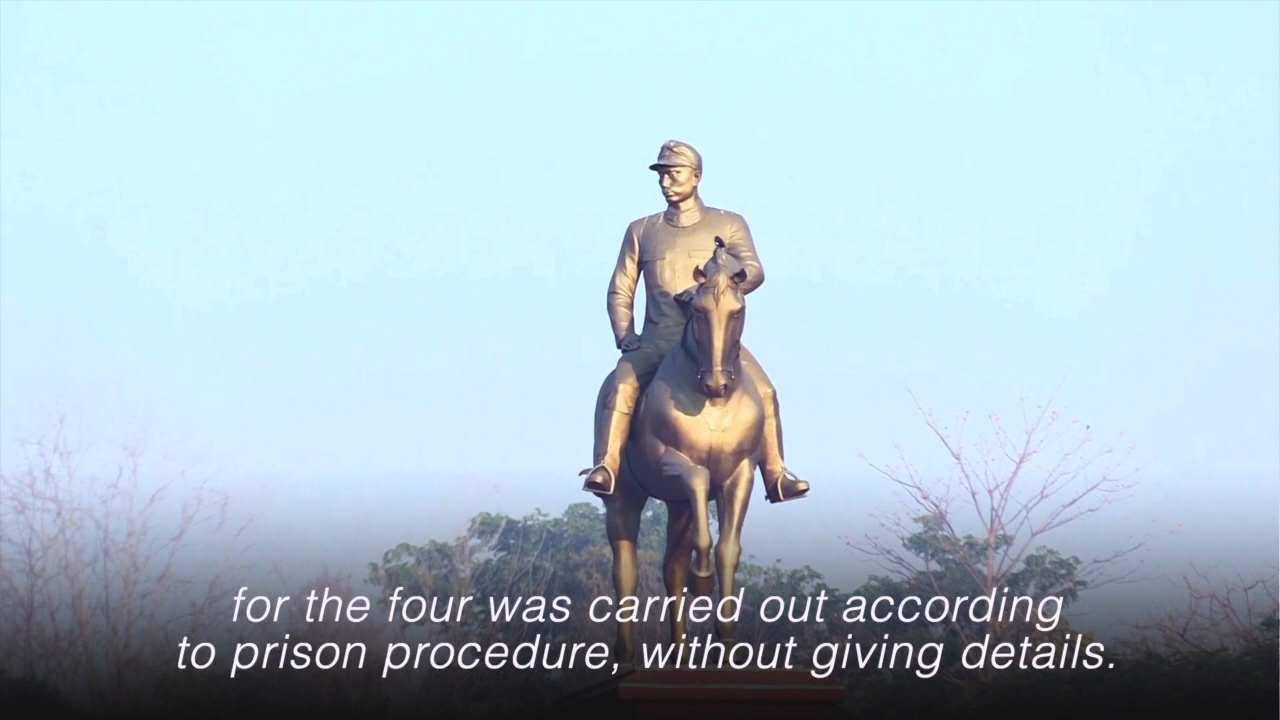 for the four was carried out according
to prison procedure, without giving details.